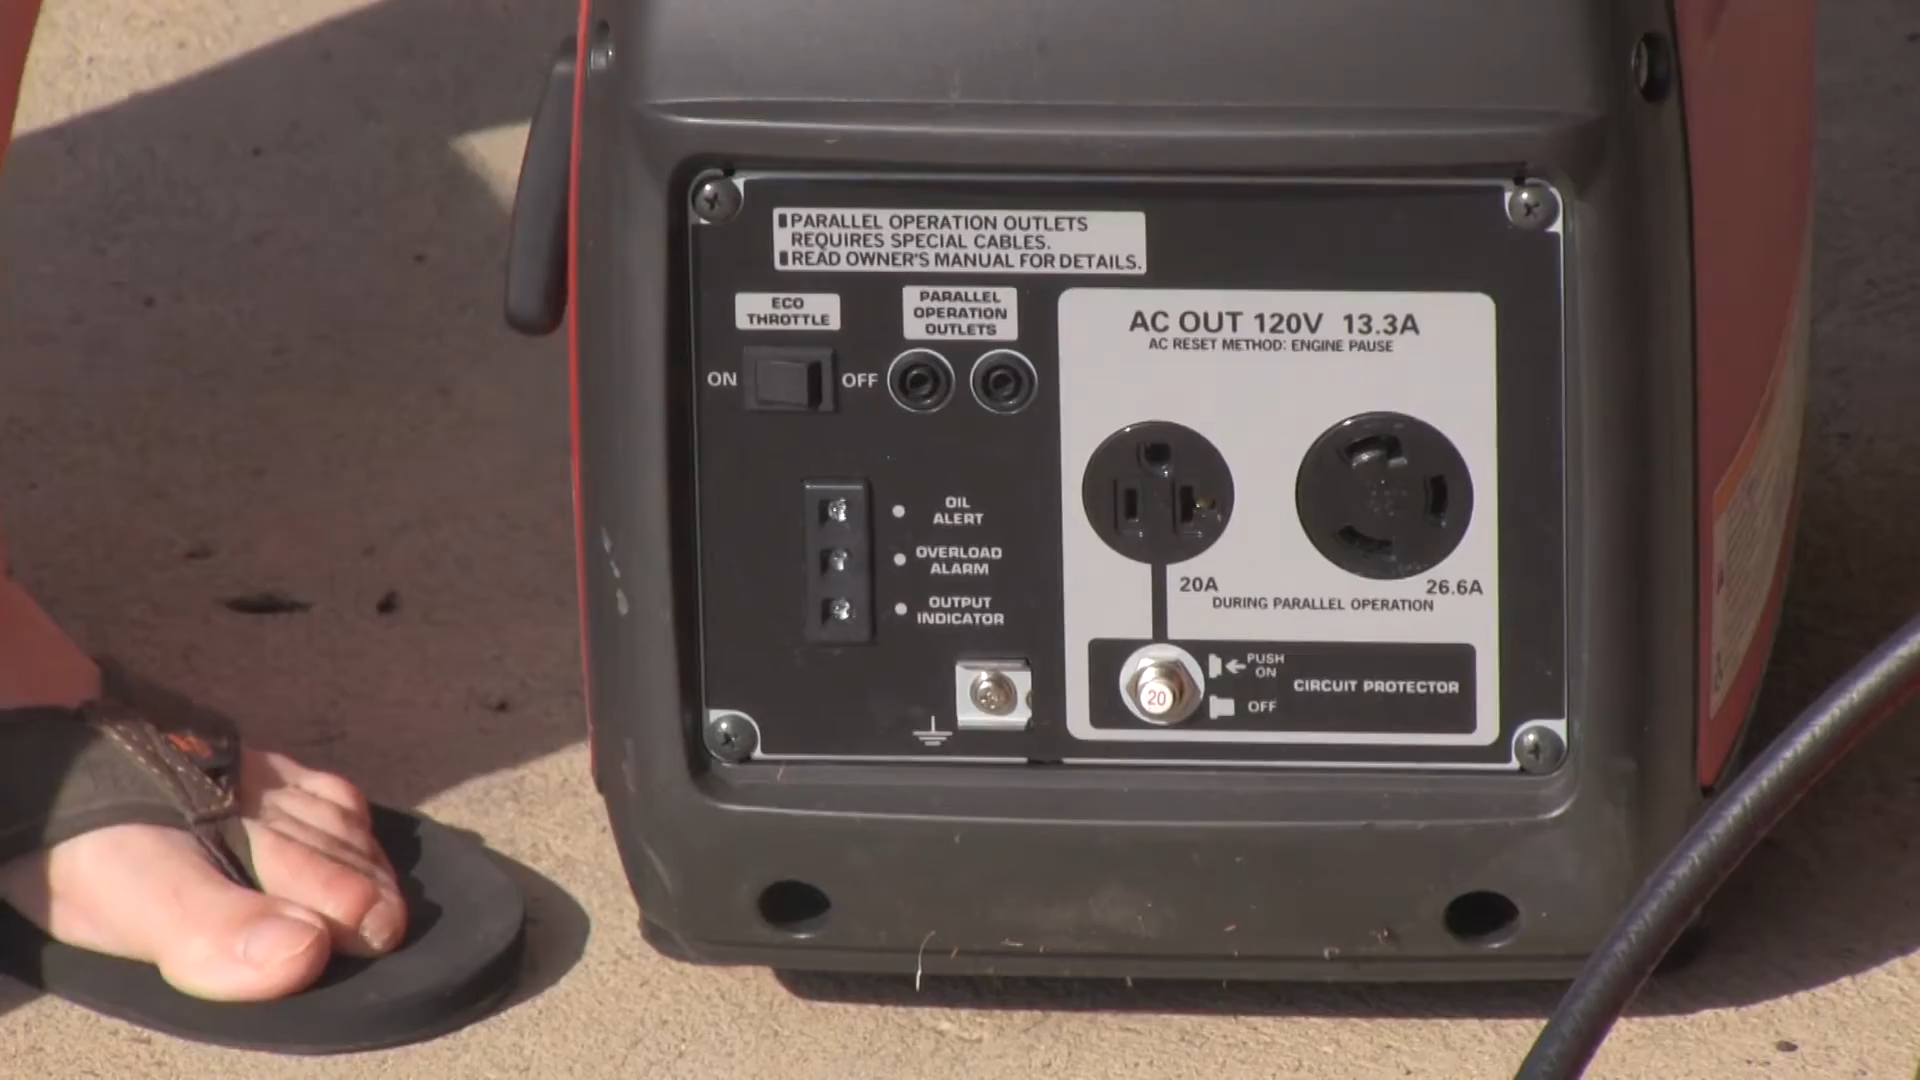 PARALLEL OPERATION OUTLETS
REQUIRES SPECIAL CABLES.
READ OWNER'S MANUAL FOR DETAILS.
ECO
THROTTLE
ON
OFF
PARALLEL
OPERATION
OUTLETS
AC OUT 120V 13.3A
AC RESET METHOD: ENGINE PAUSE
OIL
ALERT
OVERLOAD
ALARM
OUTPUT
INDICATOR
20A
26.6A
DURING PARALLEL OPERATION
20
PUSH
ON
OFF
CIRCUIT PROTECTOR